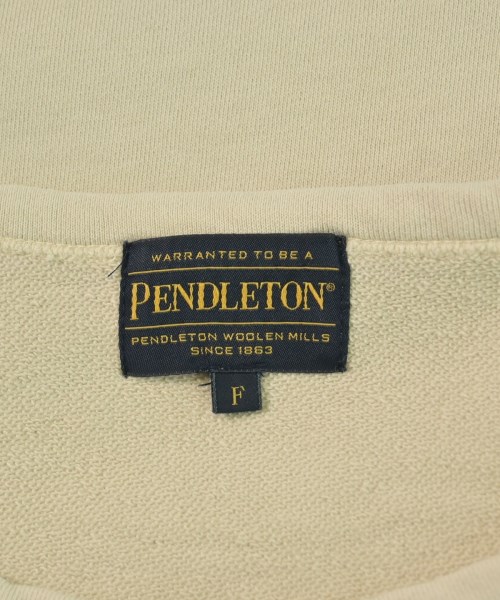 WARRANTED TO BE A
PENDLETON®
PENDLETON WOOLEN MILLS
SINCE 1863
F